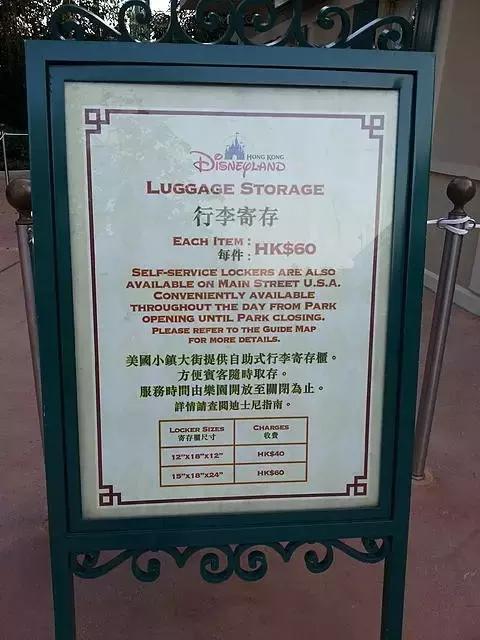 HONG KONG
DISNEYLAND
LUGGAGE STORAGE
行李寄存
EACH ITEM : HK$60
每件 :
SELF-SERVICE LOCKERS ARE ALSO
AVAILABLE ON MAIN STREET U.S.A.
CONVENIENTLY AVAILABLE
THROUGHOUT THE DAY FROM PARK
OPENING UNTIL PARK CLOSING.
PLEASE REFER TO THE GUIDE MAP
FOR MORE DETAILS.
美國小鎮大街提供自助式行李寄存櫃。
方便賓客隨時取存。
服務時間由樂園開放至關閉為止。
詳情請查閱迪士尼指南。
LOCKER SIZES CHARGES
寄存櫃尺寸 收費
12"x18"x12" HK$40
15"x18"x24" HK$60